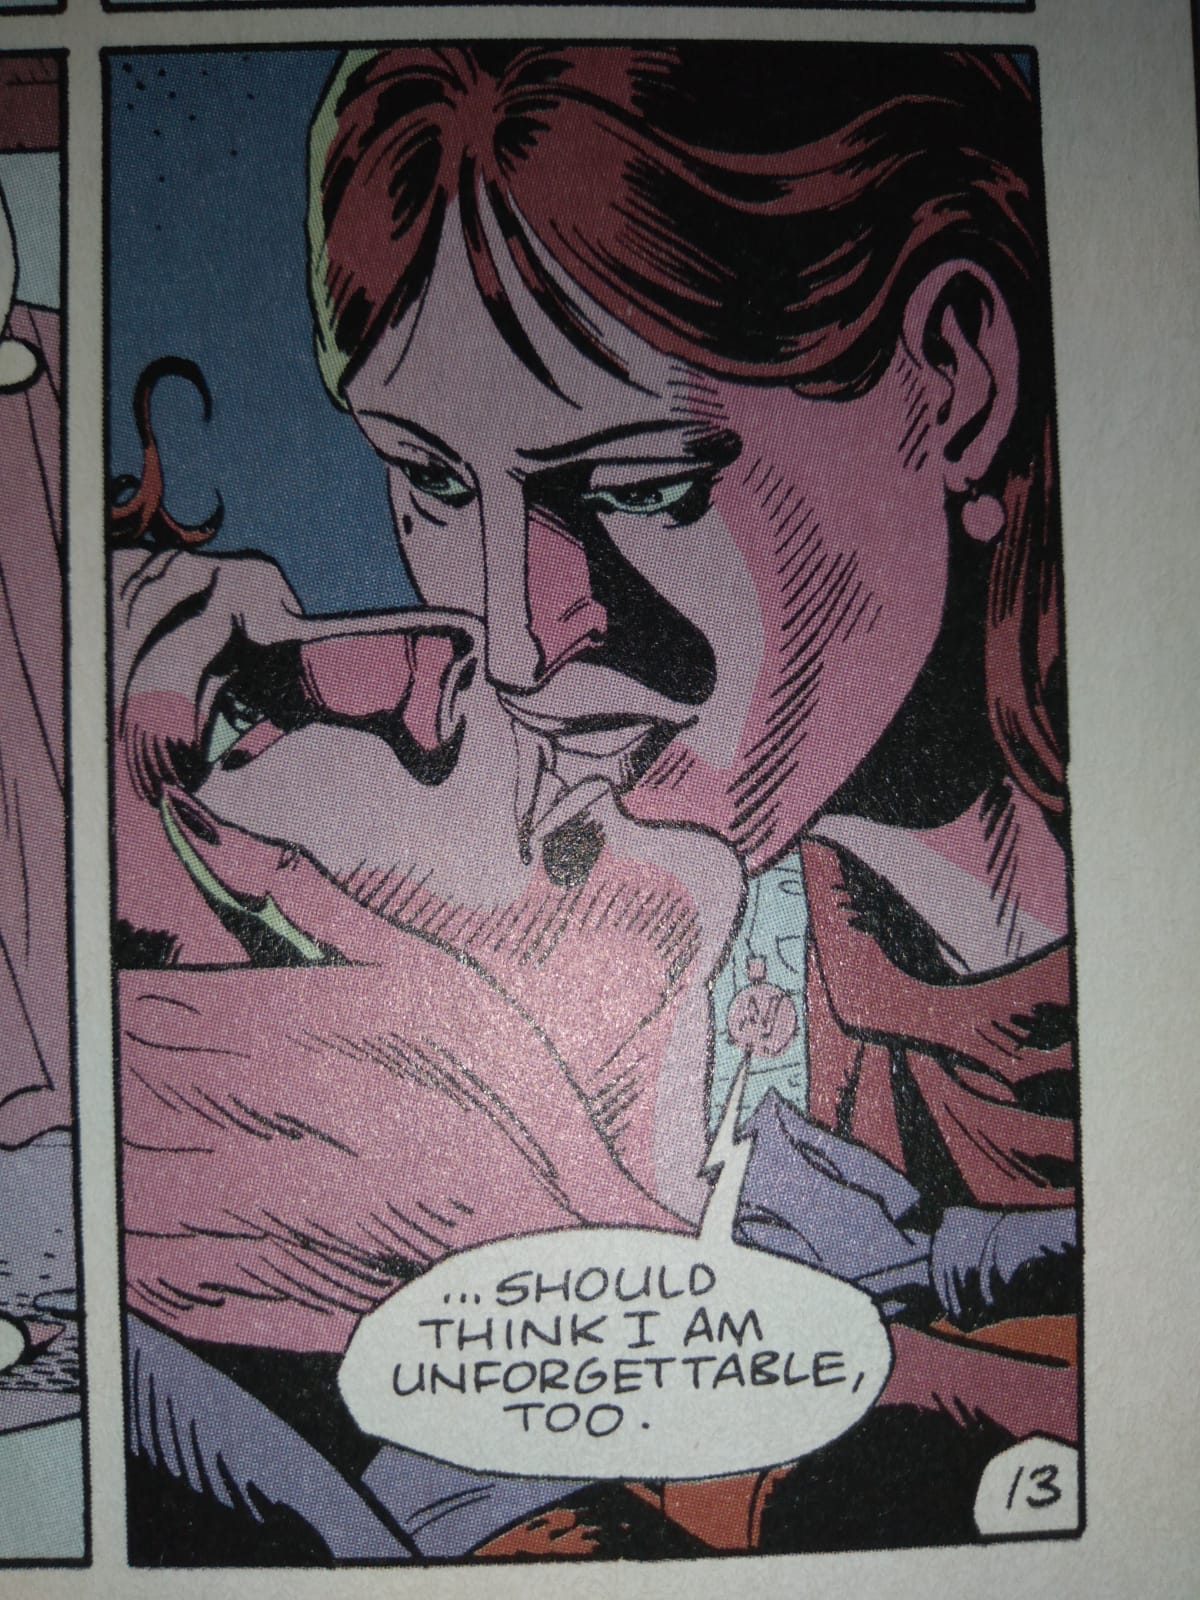 ...SHOULD
THINK I AM
UNFORGETTABLE,
TOO.
13